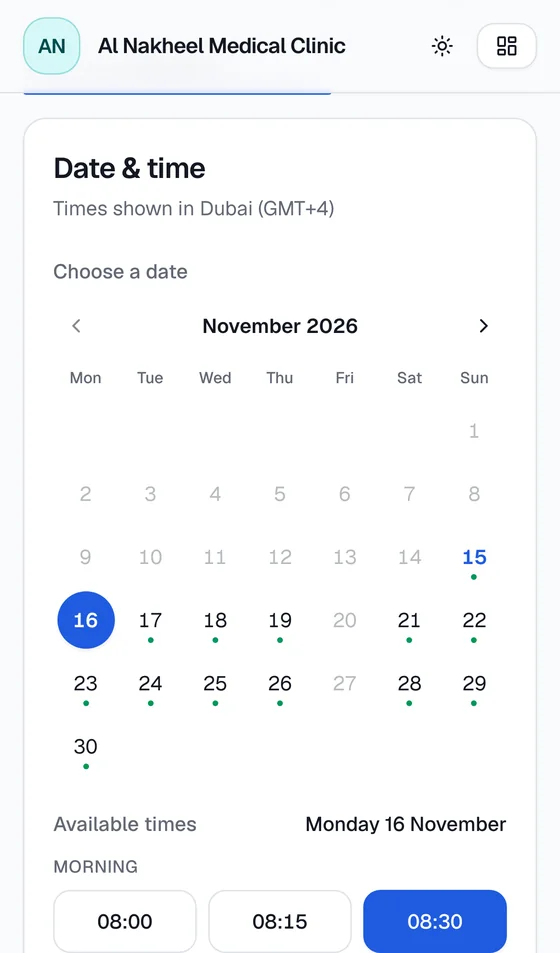 AN Al Nakheel Medical Clinic
Date & time
Times shown in Dubai (GMT+4)
Choose a date
November 2026
Mon Tue Wed Thu Fri Sat Sun
1
2 3 4 5 6 7 8
9 10 11 12 13 14 15
16 17 18 19 20 21 22
23 24 25 26 27 28 29
30
Available times Monday 16 November
MORNING
08:00 08:15 08:30